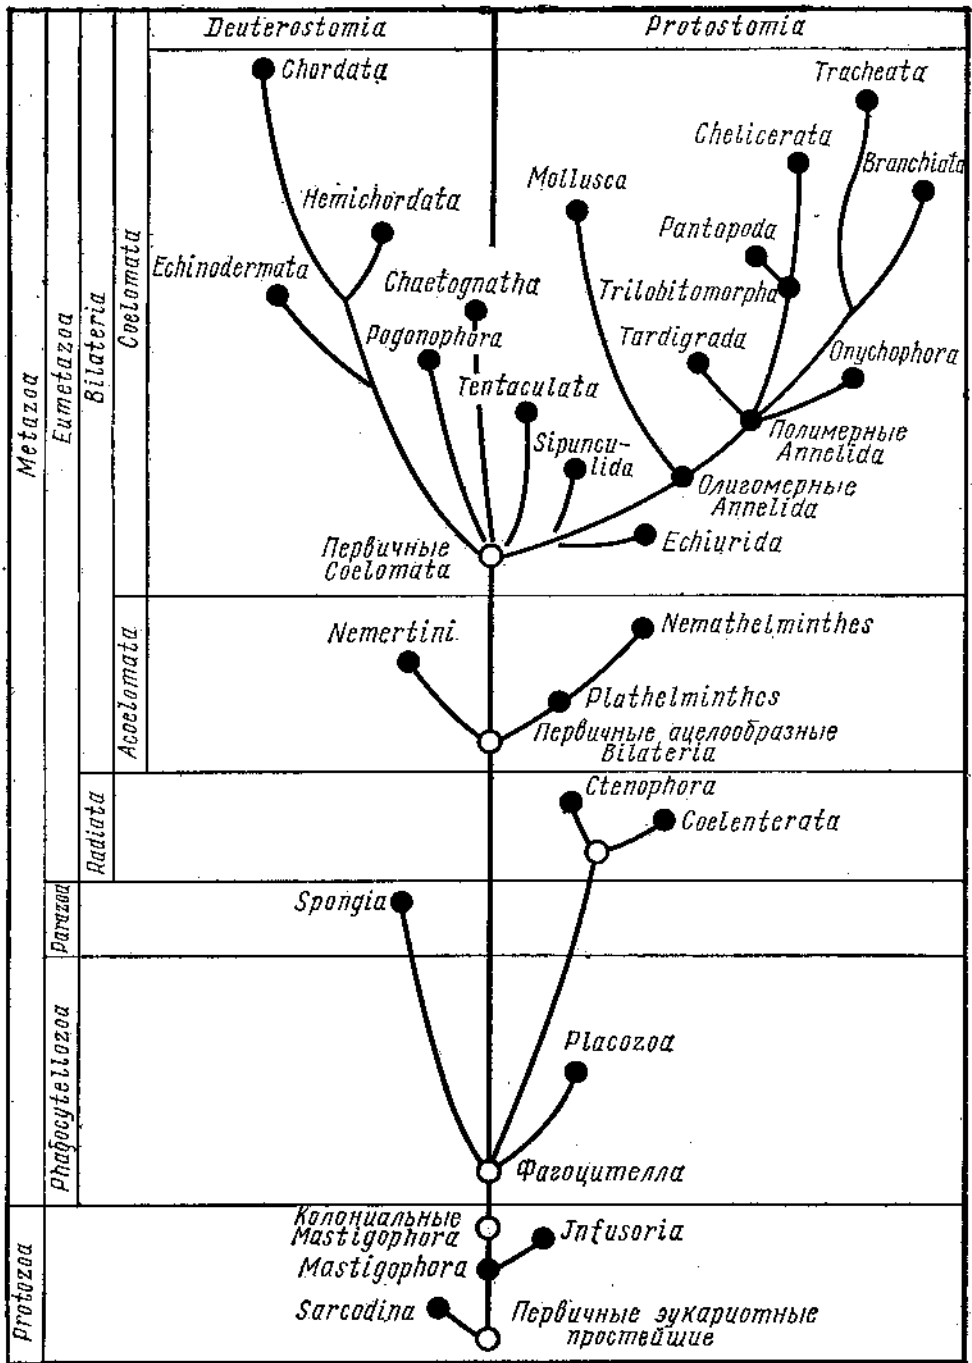 Deuterostomia
Protostomia
Chordata
Tracheata
Chelicerata
Branchiata
Mollusca
Hemichordata
Pantopoda
Echinodermata
Chaetognatha
Trilobitomorpha
Pogonophora
Tardigrada
Onychophora
Tentaculata
Sipuncu-
lida
Полимерные
Annelida
Олигомерные
Annelida
Первичные
Coelomata
Echiurida
Nemertini
Nemathelminthes
Plathelminthes
Первичные ацелообразные
Bilateria
Ctenophora
Coelenterata
Spongia
Placozoa
Фагоцителла
Колониальные
Mastigophora
Jnfusoria
Mastigophora
Sarcodina
Первичные эукариотные
простейшие
Metazoa
Eumetazoa
Bilateria
Coelomata
Acoelomata
Radiata
Parazoa
Phagocytellozoa
Protozoa